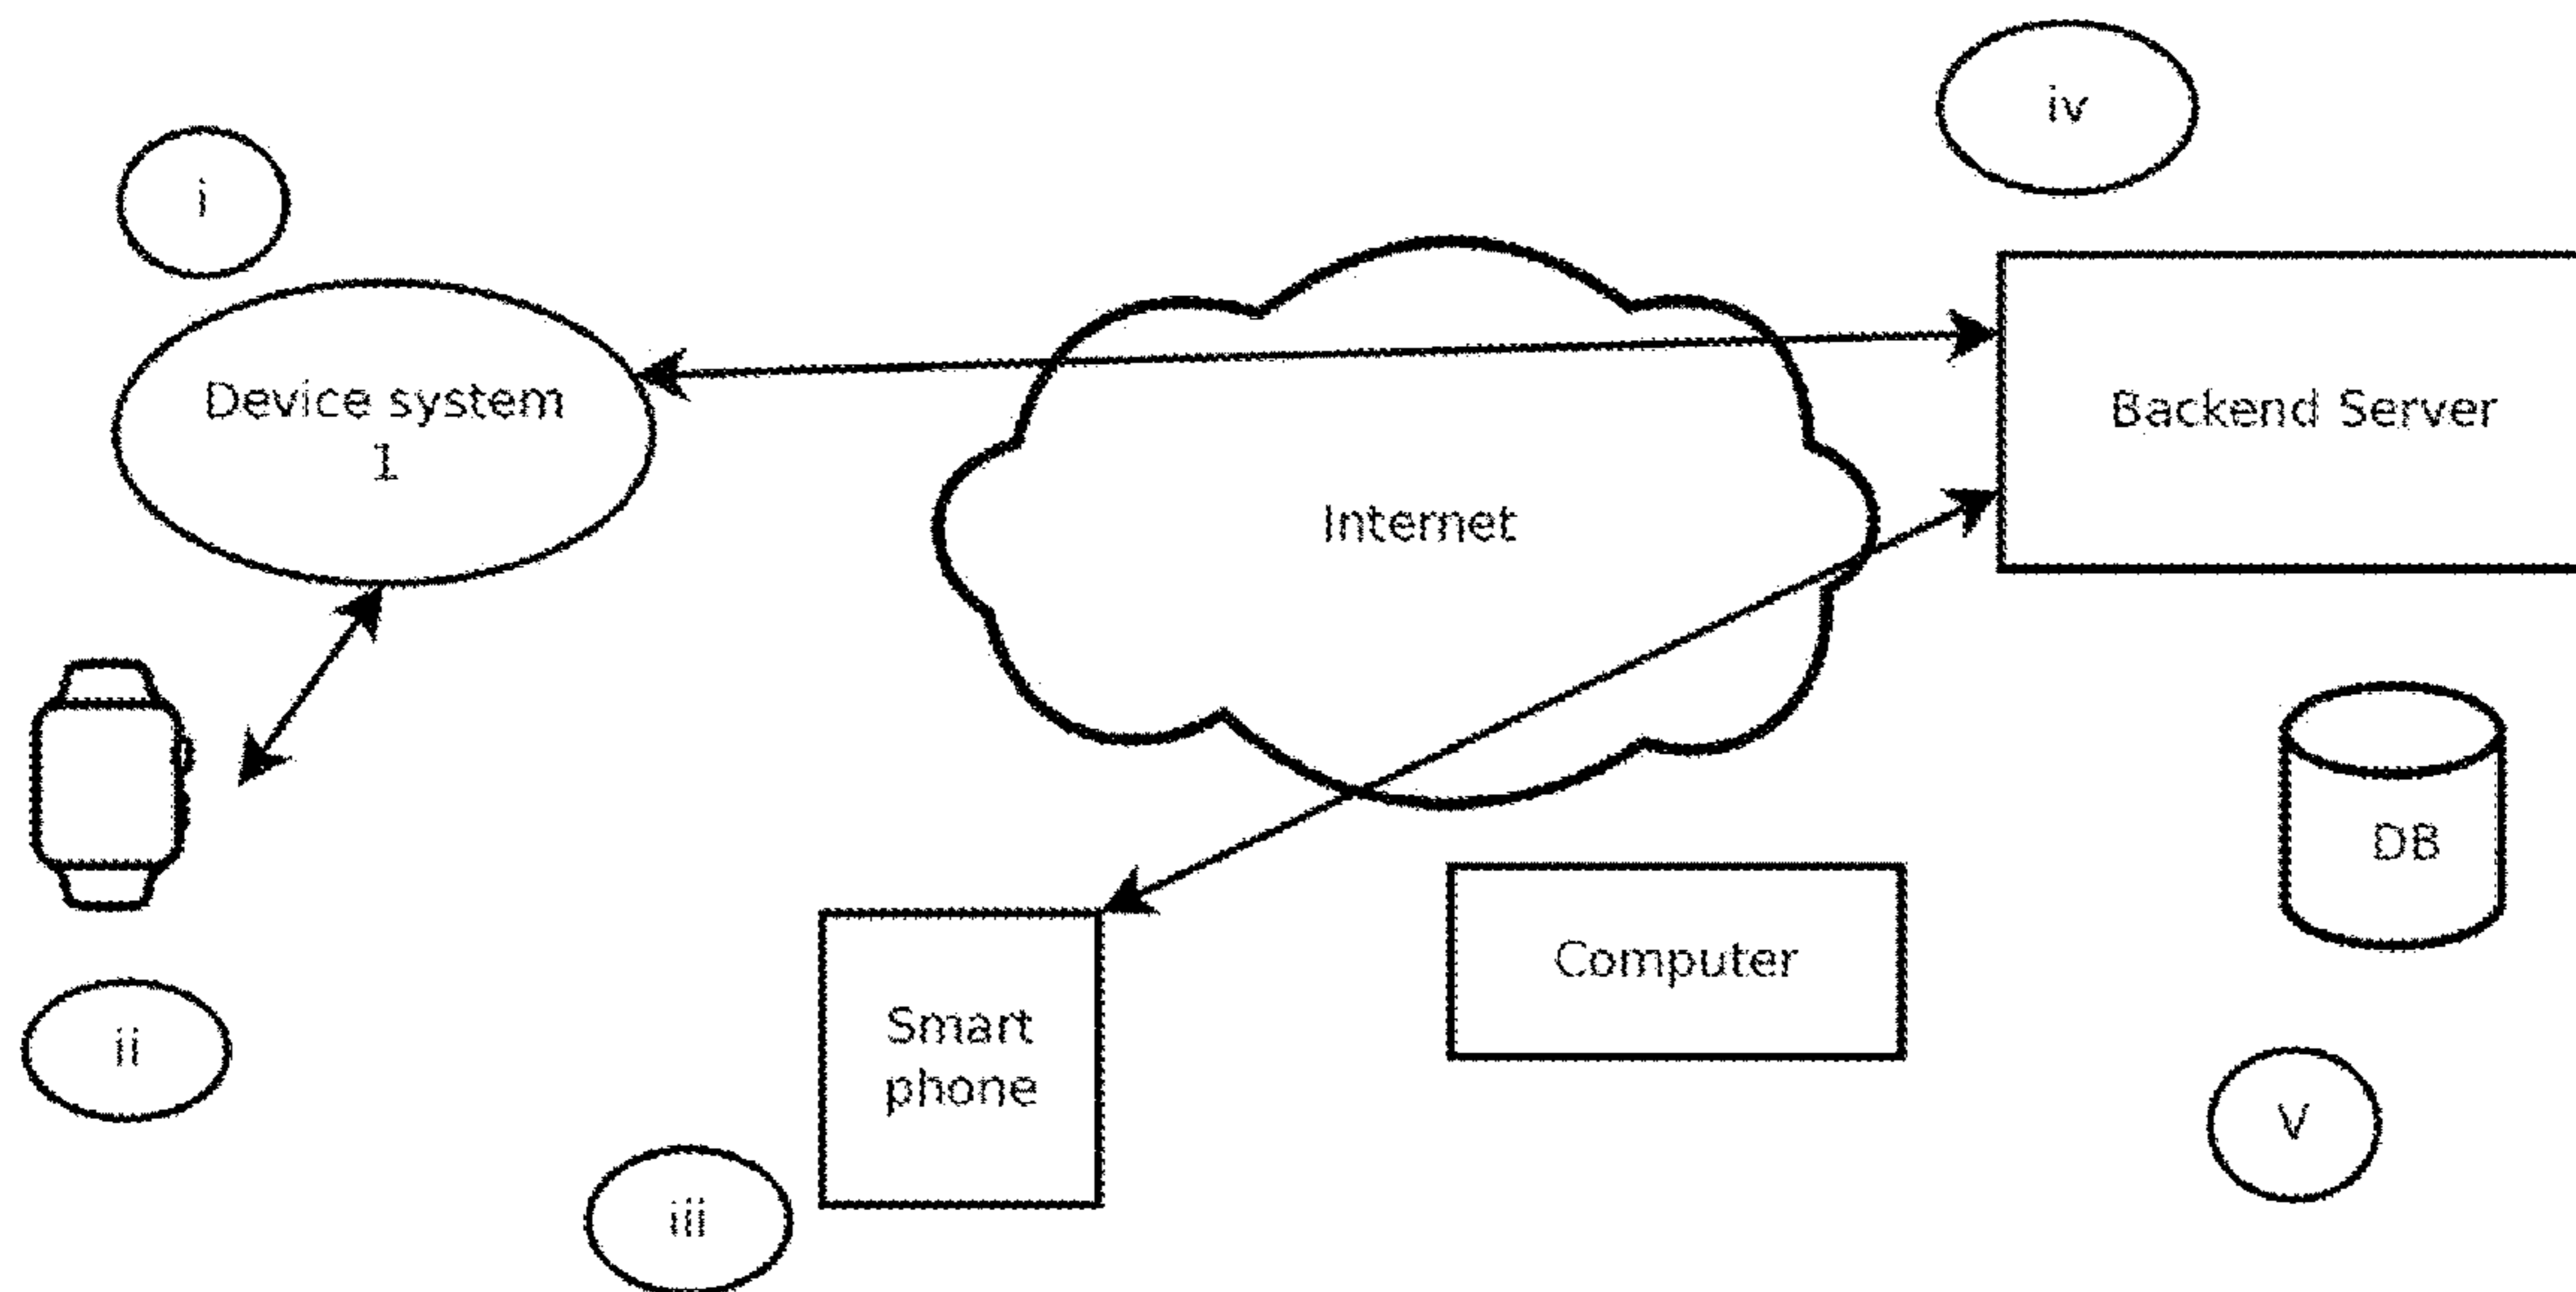 iv
i
Device system
1
Backend Server
Internet
DB
Computer
Smart
phone
ii
V
iii